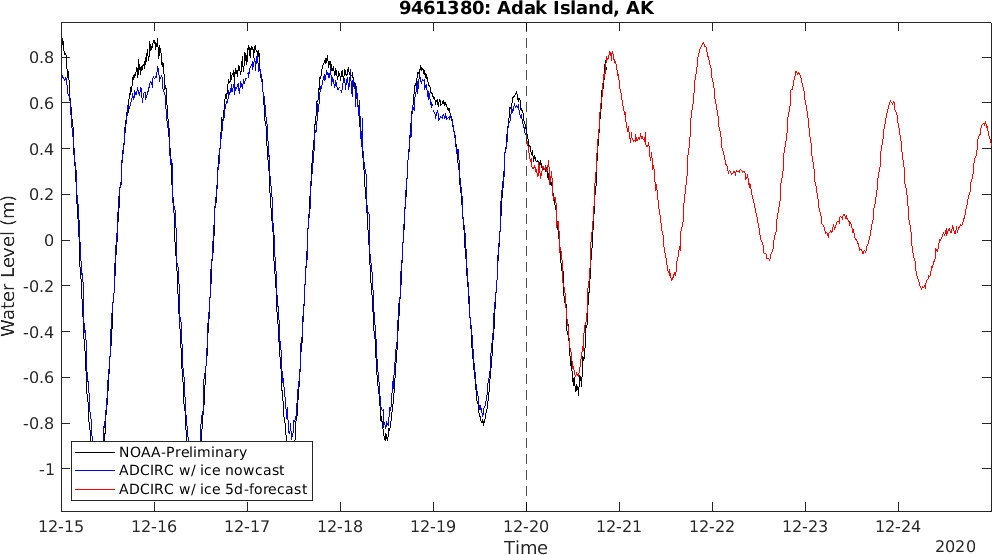 9461380: Adak Island, AK
Water Level (m)
0.8
0.6
0.4
0.2
0
-0.2
-0.4
-0.6
-0.8
-1
NOAA-Preliminary
ADCIRC w/ ice nowcast
ADCIRC w/ ice 5d-forecast
12-15 12-16 12-17 12-18 12-19 12-20 12-21 12-22 12-23 12-24
Time
2020